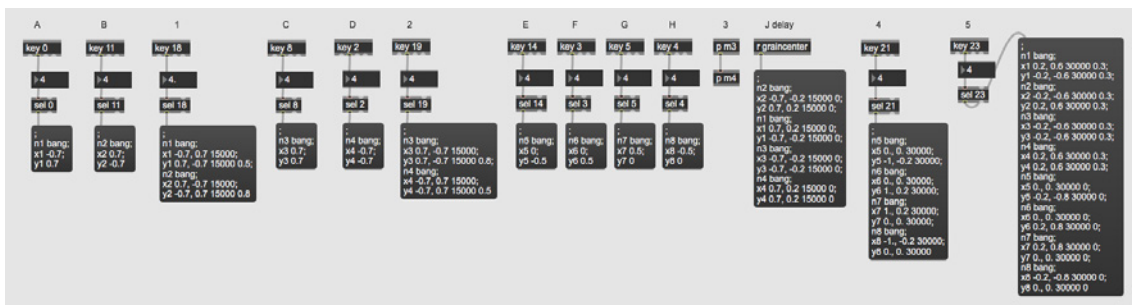 A B 1 C D 2 E F G H 3 J delay 4 5
key 0
4
sel 0
;
n1 bang;
x1 -0.7;
y1 0.7
key 11
4
sel 11
;
n2 bang;
x2 0.7;
y2 -0.7
key 18
4.
sel 18
;
n1 bang;
x1 -0.7, 0.7 15000;
y1 0.7, -0.7 15000 0.5;
n2 bang;
x2 0.7, -0.7 15000;
y2 -0.7, 0.7 15000 0.8
key 8
4
sel 8
;
n3 bang;
x3 0.7;
y3 0.7
key 2
4
sel 2
;
n4 bang;
x4 -0.7;
y4 -0.7
key 19
4
sel 19
;
n3 bang;
x3 0.7, -0.7 15000;
y3 0.7, -0.7 15000 0.8;
n4 bang;
x4 -0.7, 0.7 15000;
y4 -0.7, 0.7 15000 0.5
key 14
4
sel 14
;
n5 bang;
x5 0;
y5 -0.5
key 3
4
sel 3
;
n6 bang;
x6 0;
y6 0.5
key 5
4
sel 5
;
n7 bang;
x7 0.5;
y7 0
key 4
4
sel 4
;
n8 bang;
x8 -0.5;
y8 0
p m3
p m4
r graincenter
;
n2 bang;
x2 -0.7, -0.2 15000 0;
y2 0.7, 0.2 15000 0;
n1 bang;
x1 0.7, 0.2 15000 0;
y1 -0.7, -0.2 15000 0;
n3 bang;
x3 -0.7, -0.2 15000 0;
y3 -0.7, -0.2 15000 0;
n4 bang;
x4 0.7, 0.2 15000 0;
y4 0.7, 0.2 15000 0
key 21
4
sel 21
;
n5 bang;
x5 0., 0. 30000;
y5 -1., -0.2 30000;
n6 bang;
x6 0., 0. 30000;
y6 1., 0.2 30000;
n7 bang;
x7 1., 0.2 30000;
y7 0., 0. 30000;
n8 bang;
x8 -1., -0.2 30000;
y8 0., 0. 30000
key 23
4
sel 23
;
n1 bang;
x1 0.2, 0.6 30000 0.3;
y1 -0.2, -0.6 30000 0.3;
n2 bang;
x2 -0.2, -0.6 30000 0.3;
y2 0.2, 0.6 30000 0.3;
n3 bang;
x3 -0.2, -0.6 30000 0.3;
y3 -0.2, -0.6 30000 0.3;
n4 bang;
x4 0.2, 0.6 30000 0.3;
y4 0.2, 0.6 30000 0.3;
n5 bang;
x5 0., 0. 30000 0;
y5 -0.2, -0.8 30000 0;
n6 bang;
x6 0., 0. 30000 0;
y6 0.2, 0.8 30000 0;
n7 bang;
x7 0.2, 0.8 30000 0;
y7 0., 0. 30000 0;
n8 bang;
x8 -0.2, -0.8 30000 0;
y8 0., 0. 30000 0